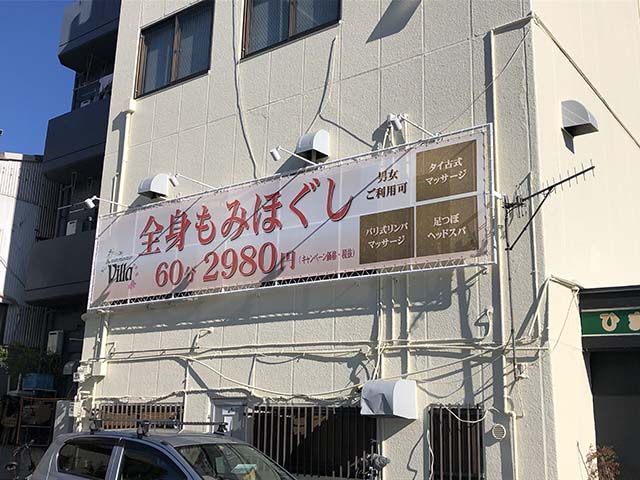 Villa
全身もみほぐし
60分2980円
(キャンペーン価格・税抜)
男女
ご利用可
タイ古式
マッサージ
バリ式リンパ
マッサージ
足つぼ
ヘッドスパ
ひ